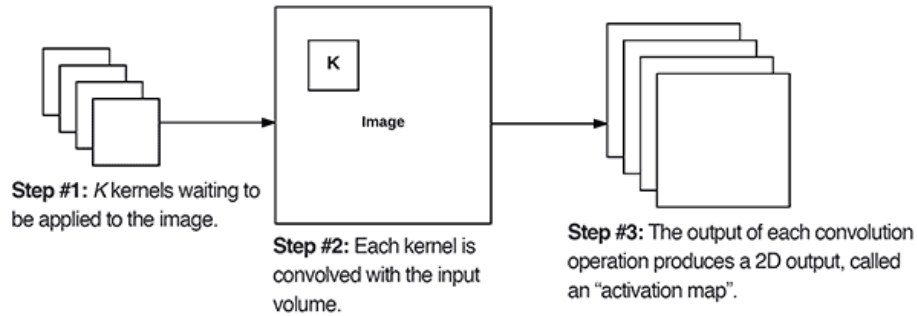 K
Image
Step #1: K kernels waiting to
be applied to the image.
Step #2: Each kernel is
convolved with the input
volume.
Step #3: The output of each convolution
operation produces a 2D output, called
an “activation map”.